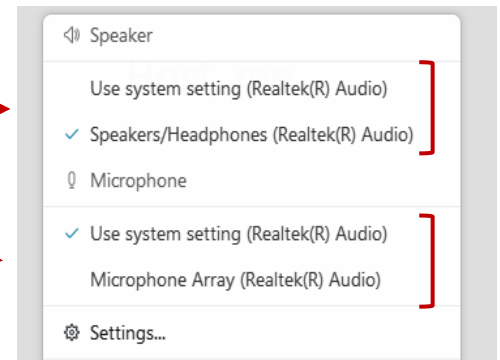 Speaker
Use system setting (Realtek(R) Audio)
Speakers/Headphones (Realtek(R) Audio)
Microphone
Use system setting (Realtek(R) Audio)
Microphone Array (Realtek(R) Audio)
Settings...